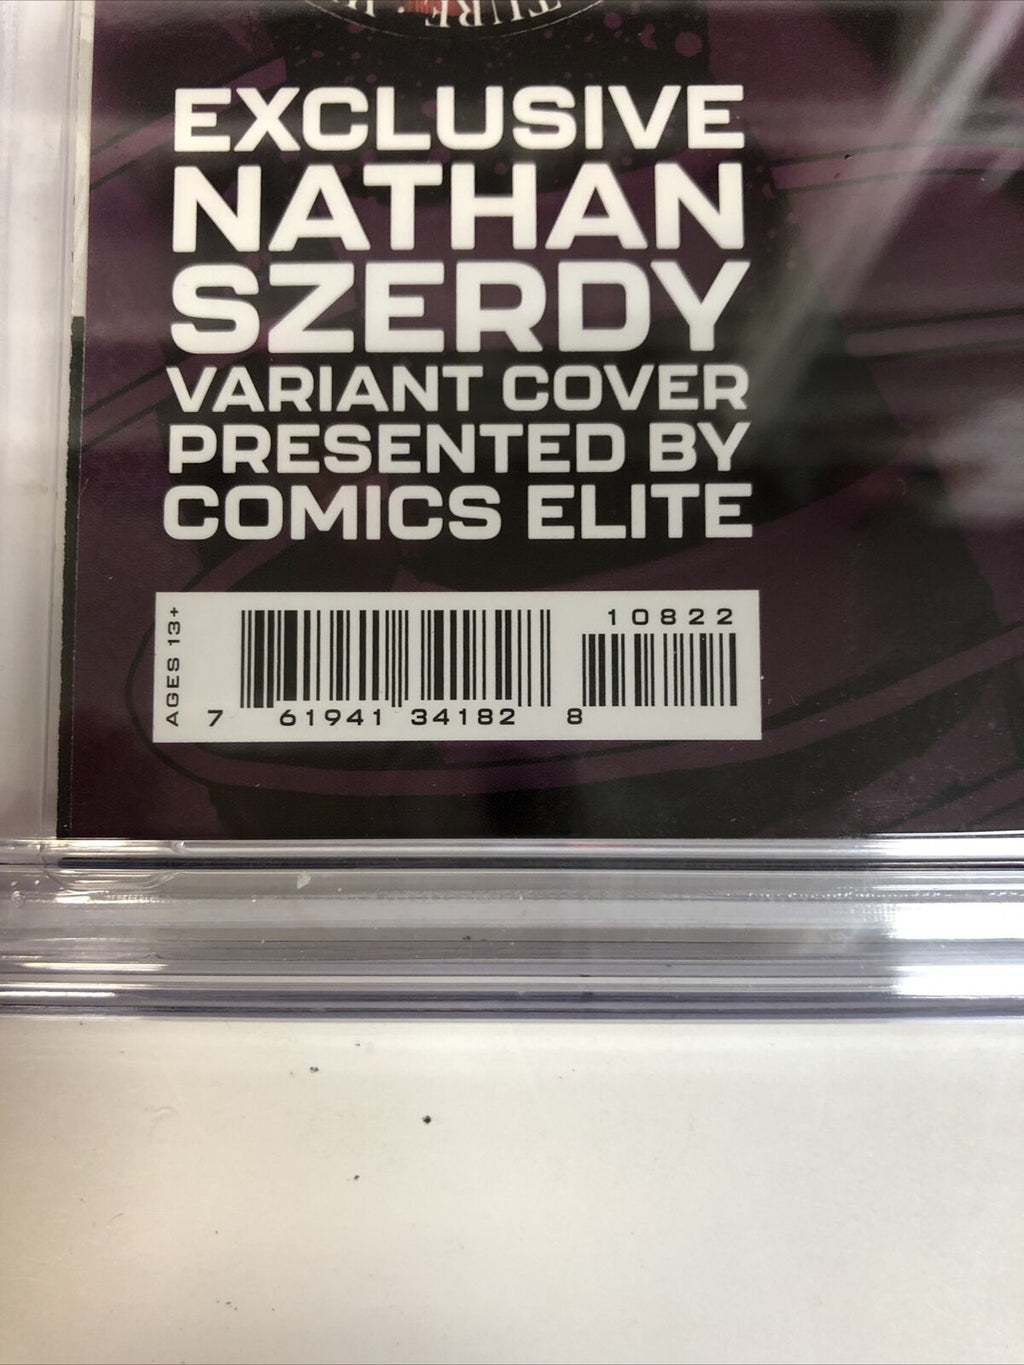 EXCLUSIVE
NATHAN
SZERDY
VARIANT COVER
PRESENTED BY
COMICS ELITE
AGES 13+
10822
7 61941 34182 8